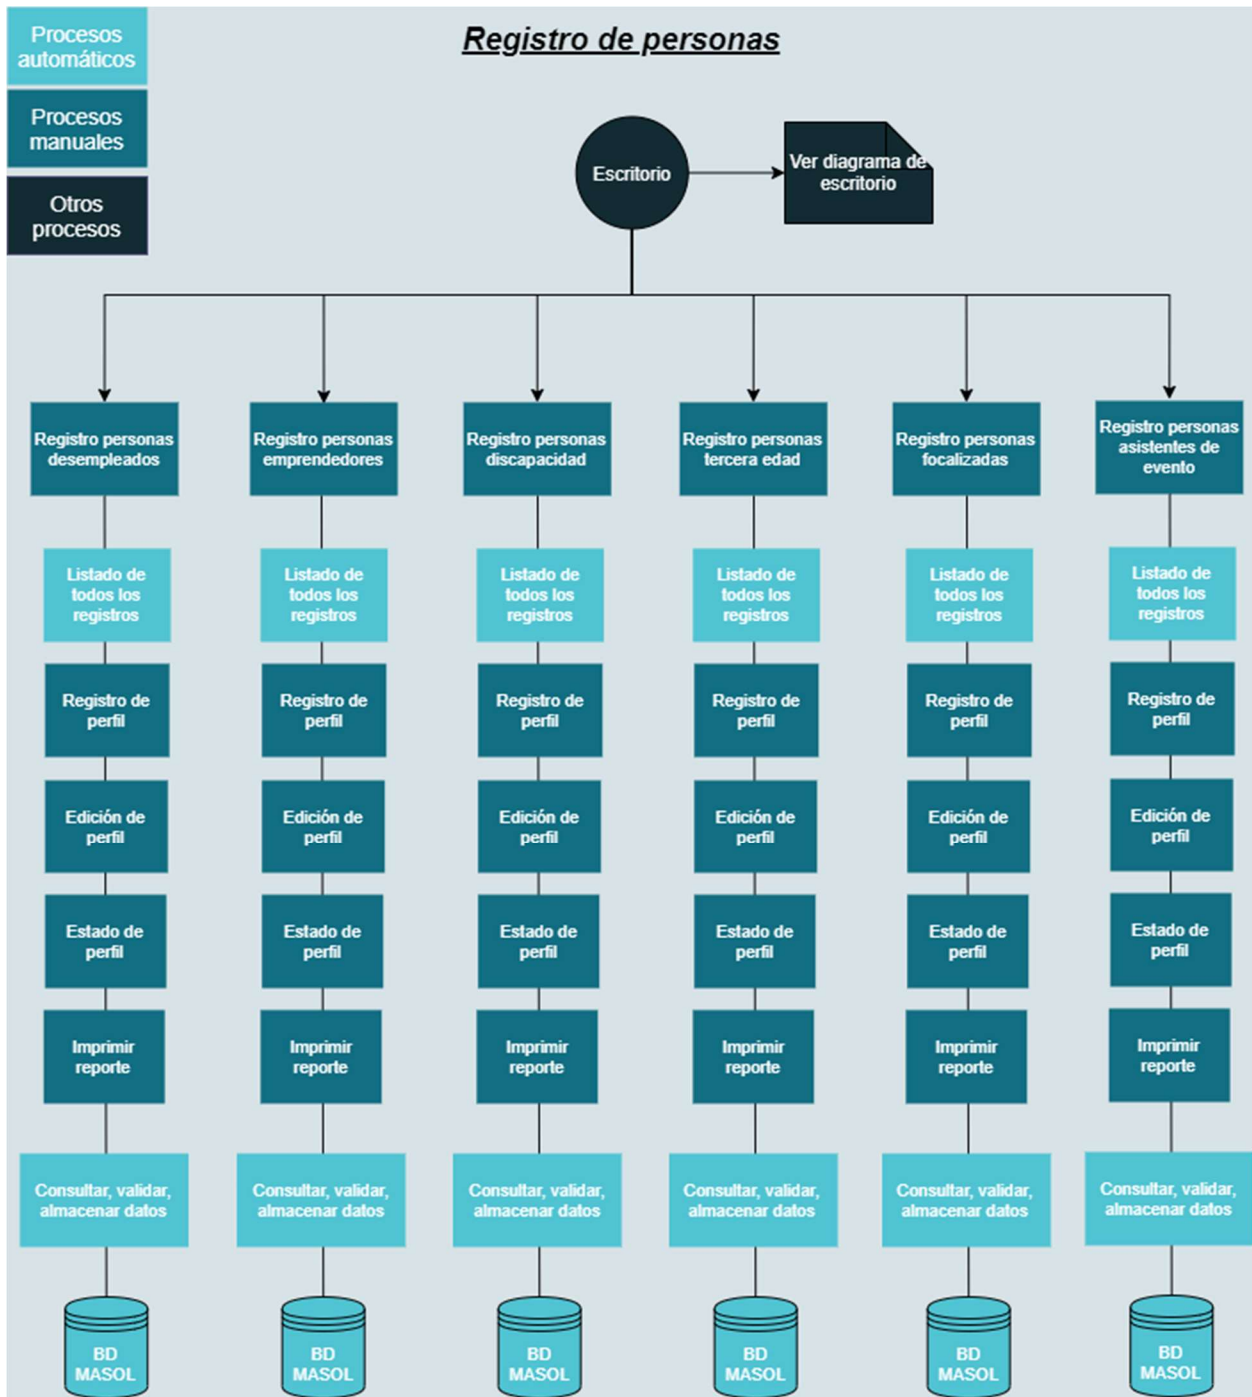 Procesos
automáticos
Registro de personas
Procesos
manuales
Otros
procesos
Escritorio
Ver diagrama de
escritorio
Registro personas
desempleados
Registro personas
emprendedores
Registro personas
discapacidad
Registro personas
tercera edad
Registro personas
focalizadas
Registro personas
asistentes de
evento
Listado de
todos los
registros
Listado de
todos los
registros
Listado de
todos los
registros
Listado de
todos los
registros
Listado de
todos los
registros
Listado de
todos los
registros
Registro de
perfil
Registro de
perfil
Registro de
perfil
Registro de
perfil
Registro de
perfil
Registro de
perfil
Edición de
perfil
Edición de
perfil
Edición de
perfil
Edición de
perfil
Edición de
perfil
Edición de
perfil
Estado de
perfil
Estado de
perfil
Estado de
perfil
Estado de
perfil
Estado de
perfil
Estado de
perfil
Imprimir
reporte
Imprimir
reporte
Imprimir
reporte
Imprimir
reporte
Imprimir
reporte
Imprimir
reporte
Consultar, validar,
almacenar datos
Consultar, validar,
almacenar datos
Consultar, validar,
almacenar datos
Consultar, validar,
almacenar datos
Consultar, validar,
almacenar datos
Consultar, validar,
almacenar datos
BD
MASOL
BD
MASOL
BD
MASOL
BD
MASOL
BD
MASOL
BD
MASOL